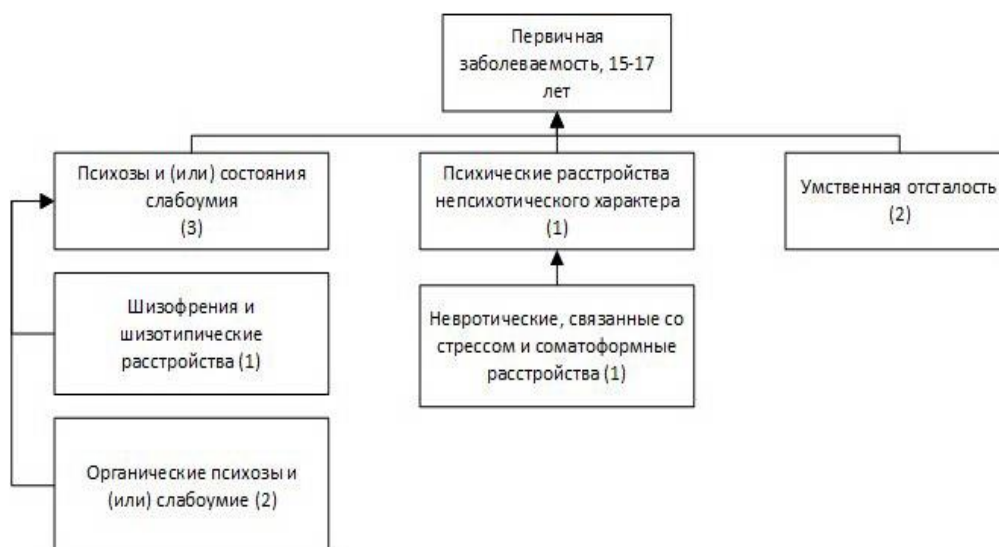 Первичная
заболеваемость, 15-17
лет
Психозы и (или) состояния
слабоумия
(3)
Психические расстройства
непсихотического характера
(1)
Умственная отсталость
(2)
Шизофрения и
шизотипические
расстройства (1)
Невротические, связанные со
стрессом и соматоформные
расстройства (1)
Органические психозы и
(или) слабоумие (2)